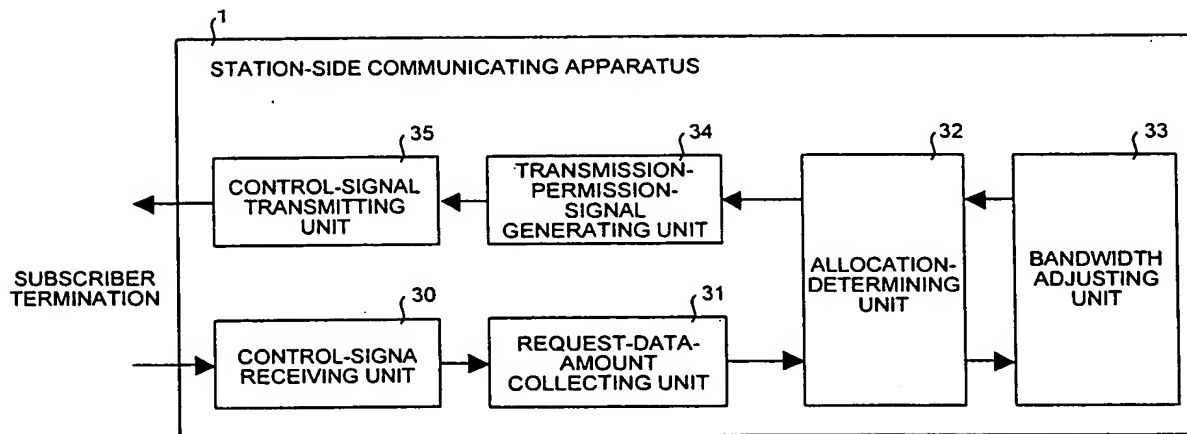 1
STATION-SIDE COMMUNICATING APPARATUS
35
34
32
33
CONTROL-SIGNAL
TRANSMITTING
UNIT
TRANSMISSION-
PERMISSION-
SIGNAL
GENERATING UNIT
SUBSCRIBER
TERMINATION
ALLOCATION-
DETERMINING
UNIT
BANDWIDTH
ADJUSTING
UNIT
30
31
CONTROL-SIGNA
RECEIVING UNIT
REQUEST-DATA-
AMOUNT
COLLECTING UNIT